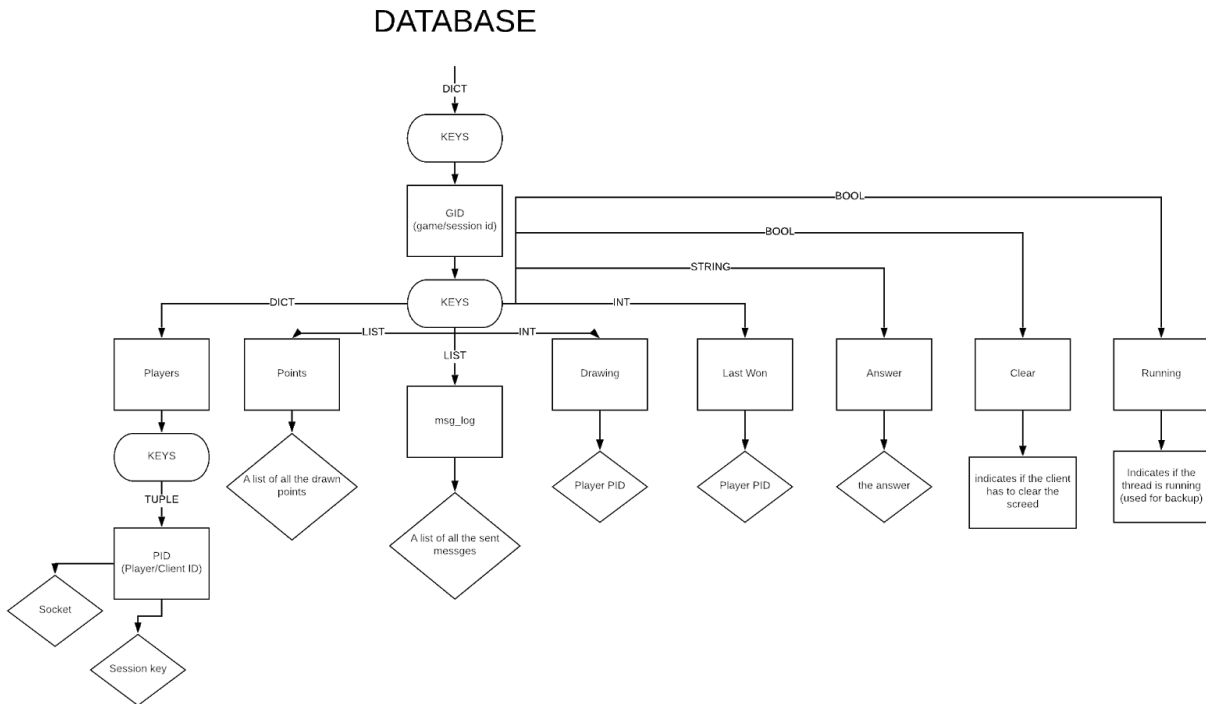 DATABASE
DICT
KEYS
GID
(game/session id)
BOOL
BOOL
STRING
DICT
KEYS
INT
LIST
INT
LIST
Players
Points
msg_log
Drawing
Last Won
Answer
Clear
Running
KEYS
A list of all the drawn
points
A list of all the sent
messges
Player PID
Player PID
the answer
indicates if the client
has to clear the
screed
Indicates if the
thread is running
(used for backup)
TUPLE
PID
(Player/Client ID)
Socket
Session key